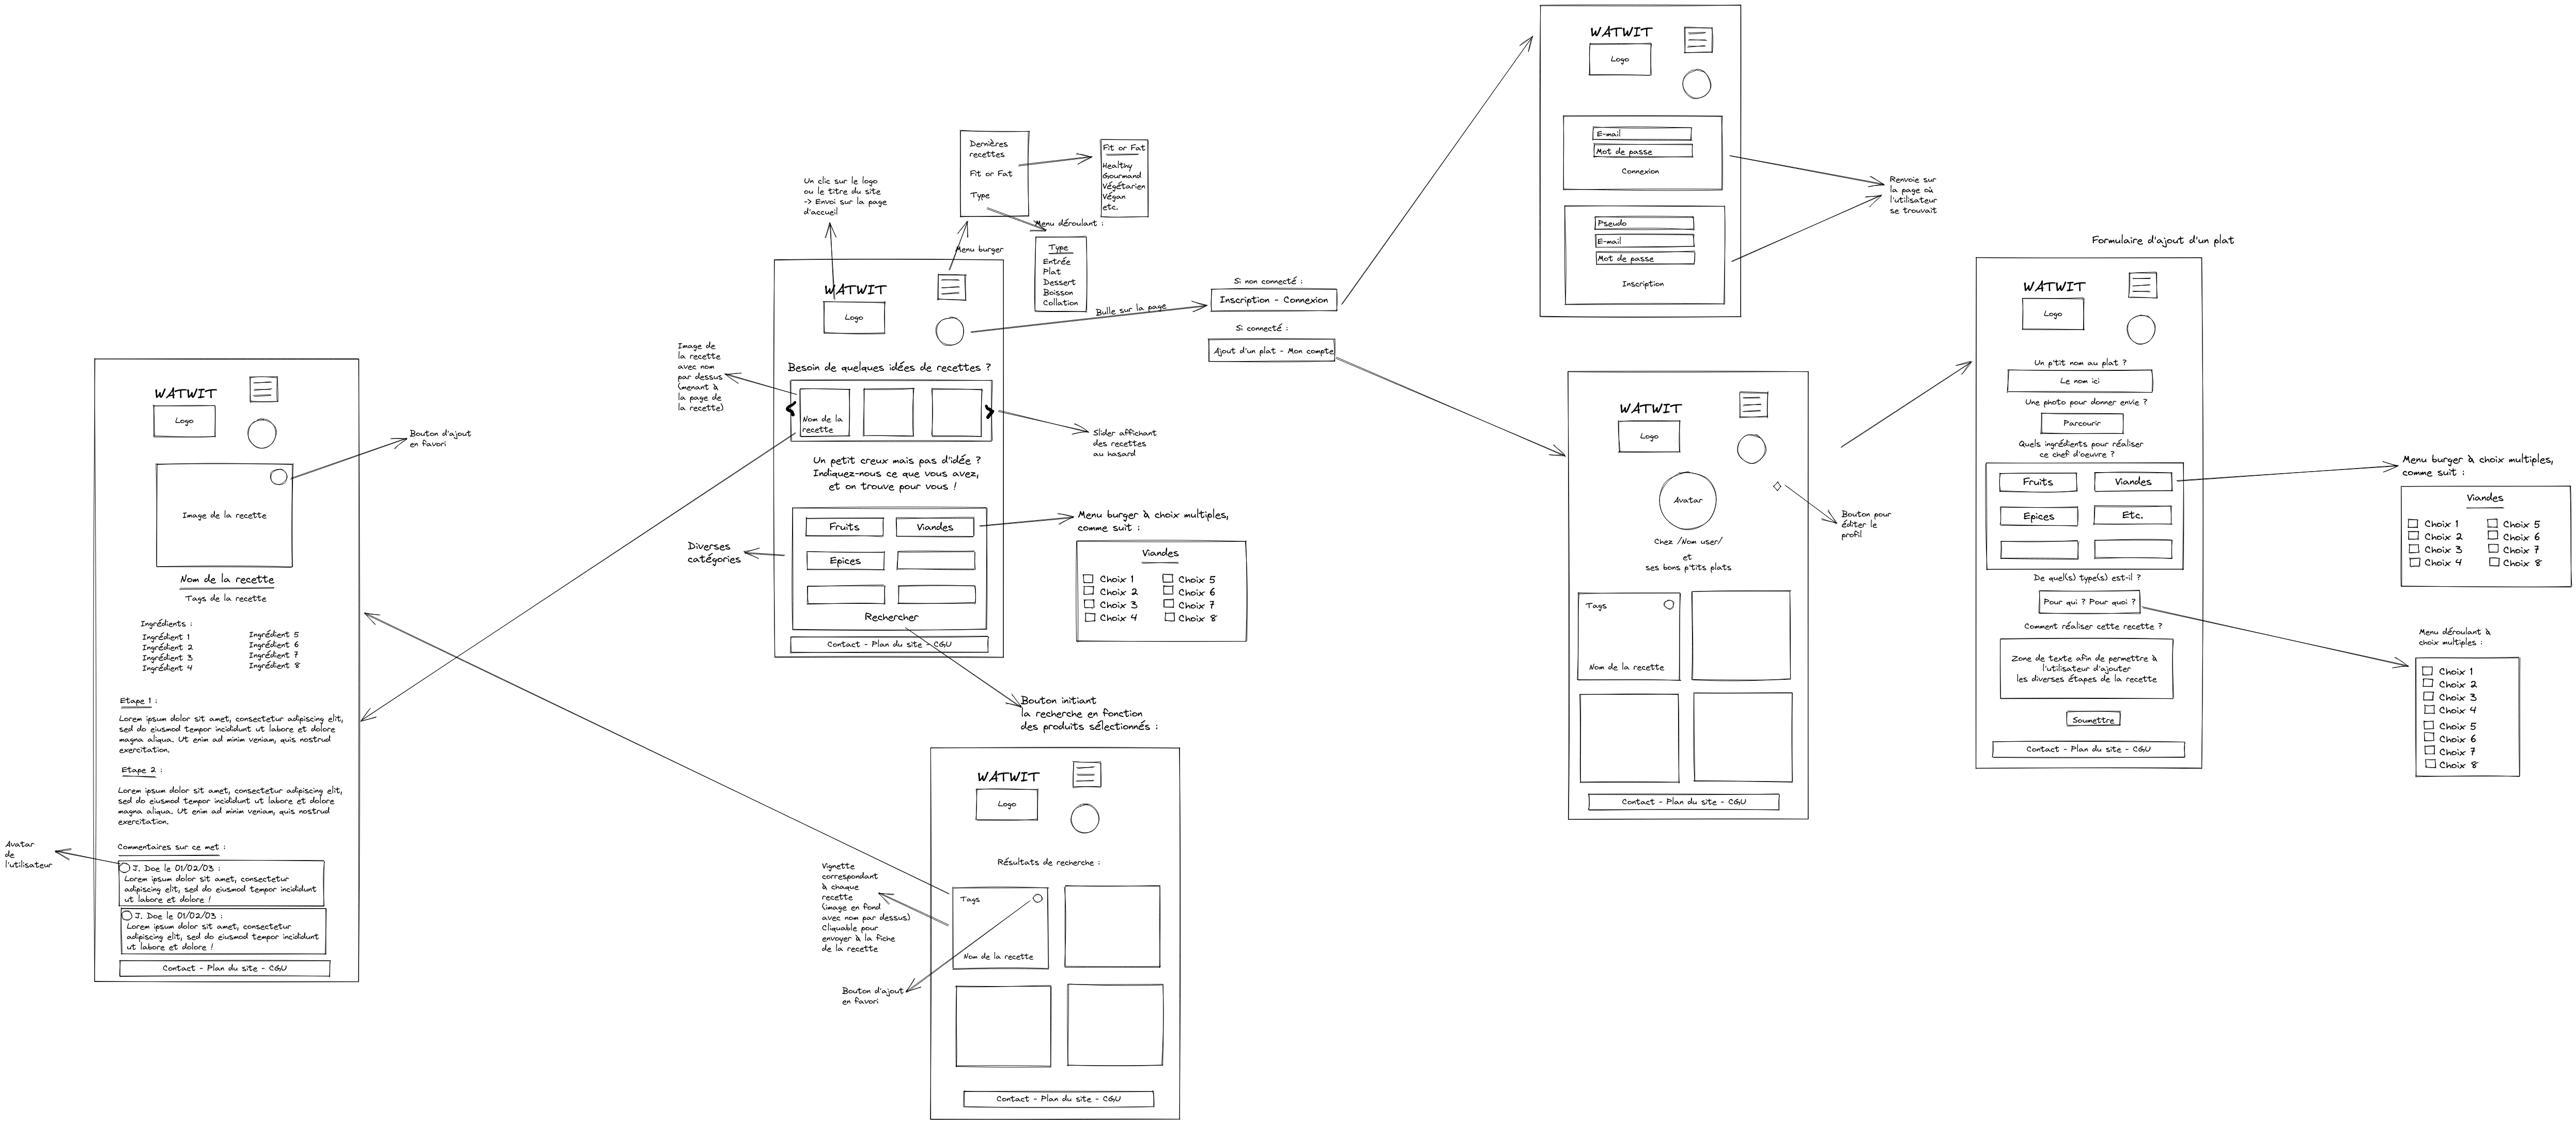 WATWIT
Logo
Bouton d'ajout
en favori
Image de la recette
Nom de la recette
Tags de la recette
Ingrédients :
Ingrédient 1
Ingrédient 2
Ingrédient 3
Ingrédient 4
Ingrédient 5
Ingrédient 6
Ingrédient 7
Ingrédient 8
Etape 1 :
Lorem ipsum dolor sit amet, consectetur adipiscing elit,
sed do eiusmod tempor incididunt ut labore et dolore
magna aliqua. Ut enim ad minim veniam, quis nostrud
exercitation.
Etape 2 :
Lorem ipsum dolor sit amet, consectetur adipiscing elit,
sed do eiusmod tempor incididunt ut labore et dolore
magna aliqua. Ut enim ad minim veniam, quis nostrud
exercitation.
Commentaires sur ce met :
Avatar
de
l'utilisateur
J. Doe le 01/02/03 :
Lorem ipsum dolor sit amet, consectetur
adipiscing elit, sed do eiusmod tempor incididunt
ut labore et dolore !
J. Doe le 01/02/03 :
Lorem ipsum dolor sit amet, consectetur
adipiscing elit, sed do eiusmod tempor incididunt
ut labore et dolore !
Contact - Plan du site - CGU
Un clic sur le logo
ou le titre du site
-> Envoi sur la page
d'accueil
Dernières
recettes
Fit or Fat
Type
Fit or Fat
Healthy
Gourmand
Végétarien
Végan
etc.
Menu déroulant :
Menu burger
Type
Entrée
Plat
Dessert
Boisson
Collation
WATWIT
Logo
Bulle sur la page
Si non connecté :
Inscription - Connexion
Si connecté :
Ajout d'un plat - Mon compte
Image de
la recette
avec nom
par dessus
(menant à
la page de
la recette)
Besoin de quelques idées de recettes ?
<
Nom de la
recette
>
Slider affichant
des recettes
au hasard
Un petit creux mais pas d'idée ?
Indiquez-nous ce que vous avez,
et on trouve pour vous !
Diverses
catégories
Fruits
Viandes
Epices
Rechercher
Contact - Plan du site - CGU
Menu burger à choix multiples,
comme suit :
Viandes
Choix 1
Choix 2
Choix 3
Choix 4
Choix 5
Choix 6
Choix 7
Choix 8
Bouton initiant
la recherche en fonction
des produits sélectionnés :
WATWIT
Logo
Résultats de recherche :
Vignette
correspondant
à chaque
recette
(image en fond
avec nom par dessus)
Cliquable pour
envoyer à la fiche
de la recette
Tags
Nom de la recette
Bouton d'ajout
en favori
Contact - Plan du site - CGU
WATWIT
Logo
E-mail
Mot de passe
Connexion
Pseudo
E-mail
Mot de passe
Inscription
Renvoie sur
la page où
l'utilisateur
se trouvait
WATWIT
Logo
Avatar
Bouton pour
éditer le
profil
Chez /Nom user/
et
ses bons p'tits plats
Tags
Nom de la recette
Contact - Plan du site - CGU
Formulaire d'ajout d'un plat
WATWIT
Logo
Un p'tit nom au plat ?
Le nom ici
Une photo pour donner envie ?
Parcourir
Quels ingrédients pour réaliser
ce chef d'oeuvre ?
Fruits
Viandes
Epices
Etc.
De quel(s) type(s) est-il ?
Pour qui ? Pour quoi ?
Comment réaliser cette recette ?
Zone de texte afin de permettre à
l'utilisateur d'ajouter
les diverses étapes de la recette
Soumettre
Contact - Plan du site - CGU
Menu burger à choix multiples,
comme suit :
Viandes
Choix 1
Choix 2
Choix 3
Choix 4
Choix 5
Choix 6
Choix 7
Choix 8
Menu déroulant à
choix multiples :
Choix 1
Choix 2
Choix 3
Choix 4
Choix 5
Choix 6
Choix 7
Choix 8